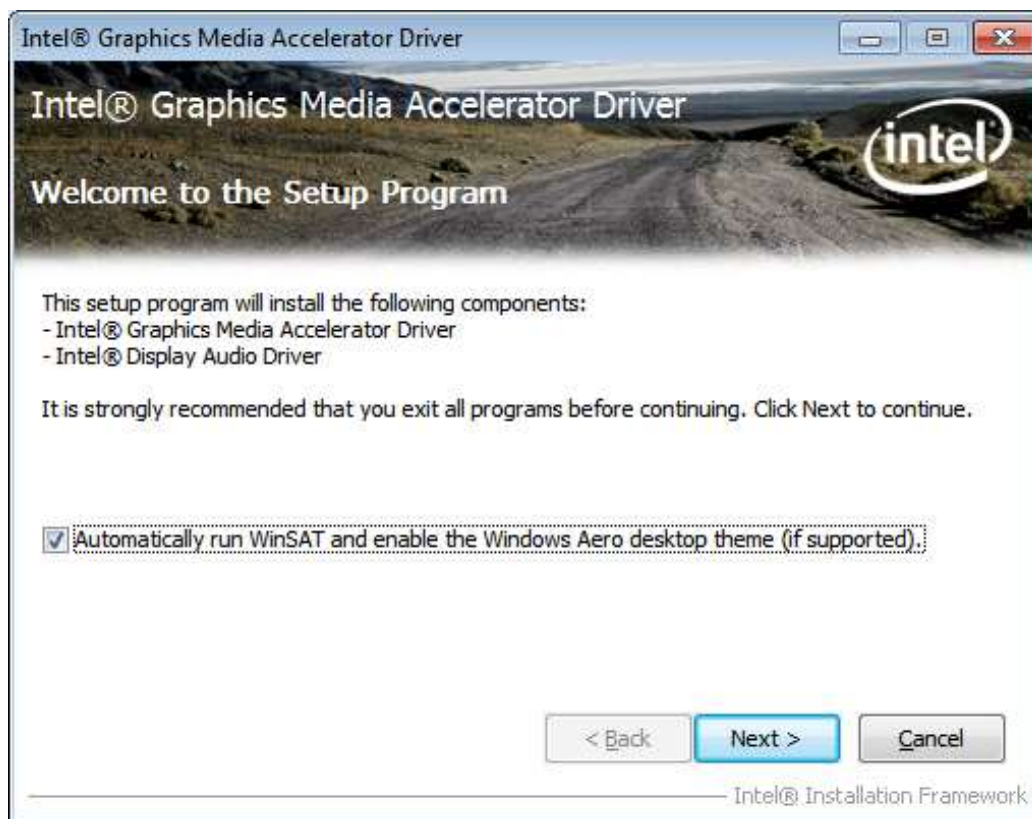 Intel® Graphics Media Accelerator Driver
Intel® Graphics Media Accelerator Driver
intel®
Welcome to the Setup Program
This setup program will install the following components:
- Intel® Graphics Media Accelerator Driver
- Intel® Display Audio Driver
It is strongly recommended that you exit all programs before continuing. Click Next to continue.
Automatically run WinSAT and enable the Windows Aero desktop theme (if supported).
< Back Next > Cancel
Intel® Installation Framework